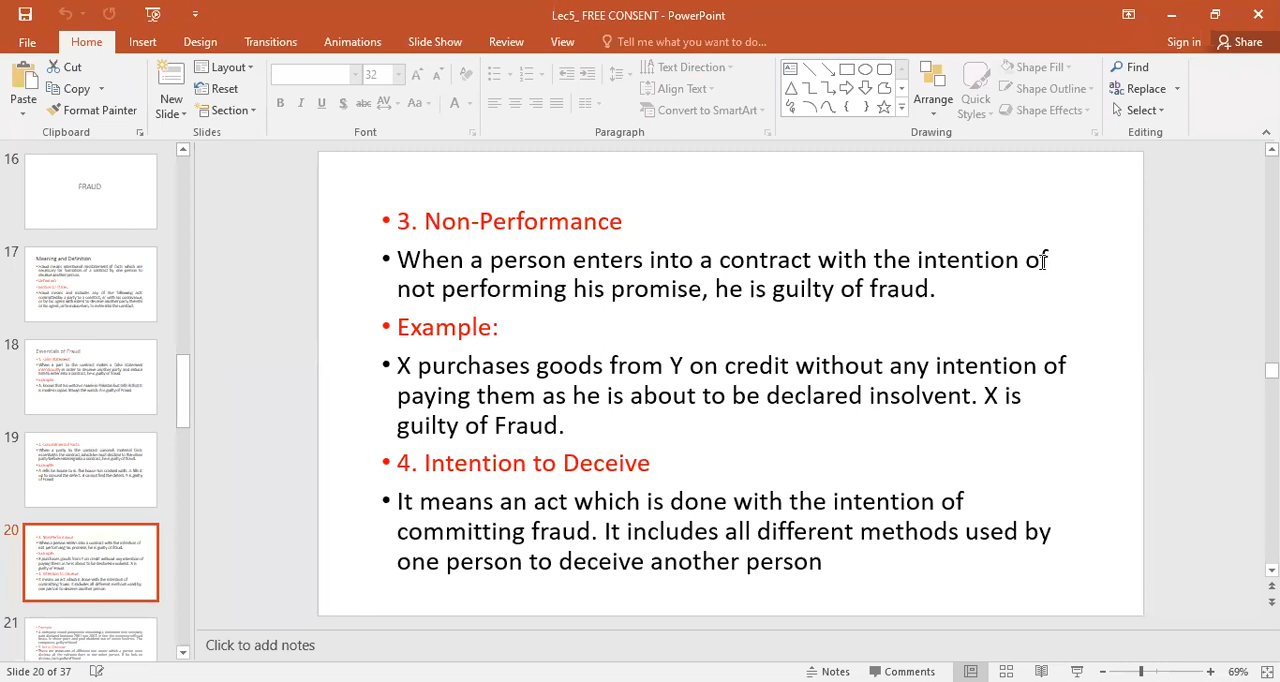 Lec5_ FREE CONSENT - PowerPoint
File Home Insert Design Transitions Animations Slide Show Review View Tell me what you want to do... Sign in Share
Paste
Cut
Copy
Format Painter
Clipboard
New Slide
Layout
Reset
Section
Slides
32
Font
Paragraph
Text Direction
Align Text
Convert to SmartArt
Arrange
Quick Styles
Shape Fill
Shape Outline
Shape Effects
Drawing
Find
Replace
Select
Editing
16
FRAUD
17
Meaning and Definition
18
Essentials of Fraud
19
20
21
• 3. Non-Performance
• When a person enters into a contract with the intention of
not performing his promise, he is guilty of fraud.
• Example:
• X purchases goods from Y on credit without any intention of
paying them as he is about to be declared insolvent. X is
guilty of Fraud.
• 4. Intention to Deceive
• It means an act which is done with the intention of
committing fraud. It includes all different methods used by
one person to deceive another person
Click to add notes
Slide 20 of 37
Notes Comments 69%